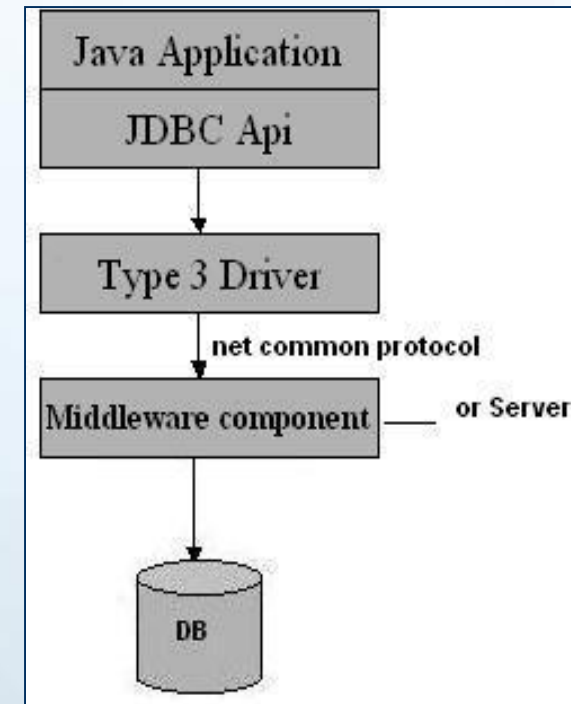 Java Application
JDBC Api
Type 3 Driver
net common protocol
Middleware component
or Server
DB